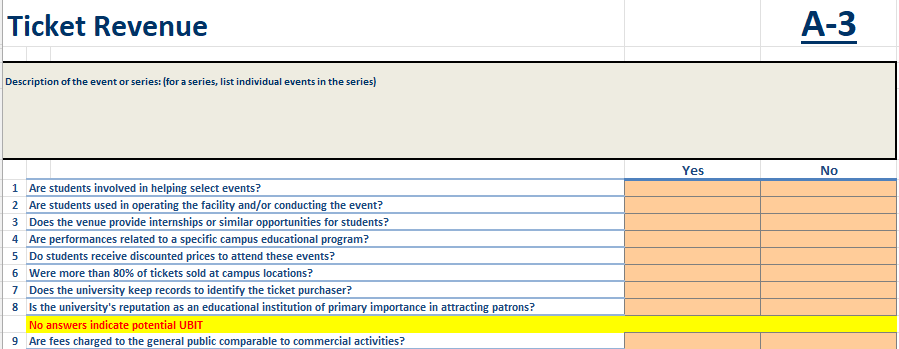 Ticket Revenue A-3
Description of the event or series: (for a series, list individual events in the series)
Yes No
1 Are students involved in helping select events?
2 Are students used in operating the facility and/or conducting the event?
3 Does the venue provide internships or similar opportunities for students?
4 Are performances related to a specific campus educational program?
5 Do students receive discounted prices to attend these events?
6 Were more than 80% of tickets sold at campus locations?
7 Does the university keep records to identify the ticket purchaser?
8 Is the university's reputation as an educational institution of primary importance in attracting patrons?
No answers indicate potential UBIT
9 Are fees charged to the general public comparable to commercial activities?